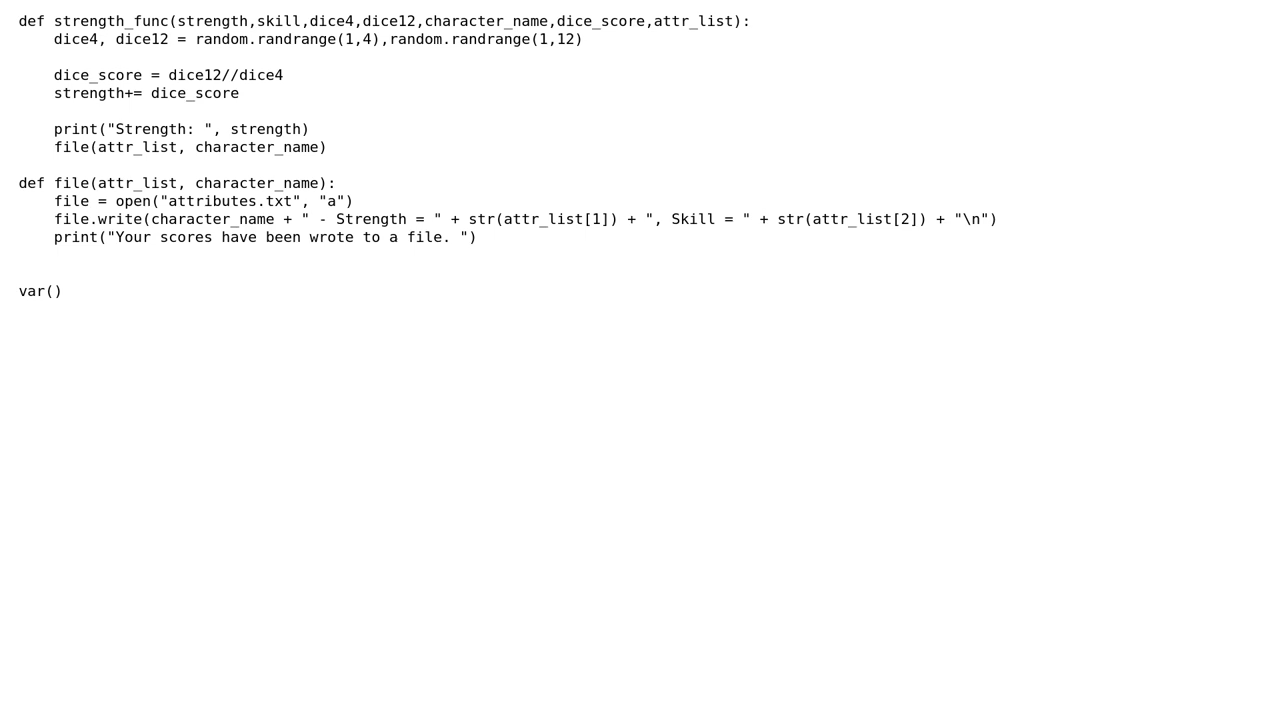 def strength_func(strength,skill,dice4,dice12,character_name,dice_score,attr_list):
    dice4, dice12 = random.randrange(1,4),random.randrange(1,12)
    dice_score = dice12//dice4
    strength+= dice_score
    print("Strength: ", strength)
    file(attr_list, character_name)
def file(attr_list, character_name):
    file = open("attributes.txt", "a")
    file.write(character_name + " - Strength = " + str(attr_list[1]) + ", Skill = " + str(attr_list[2]) + "\n")
    print("Your scores have been wrote to a file. ")
var()